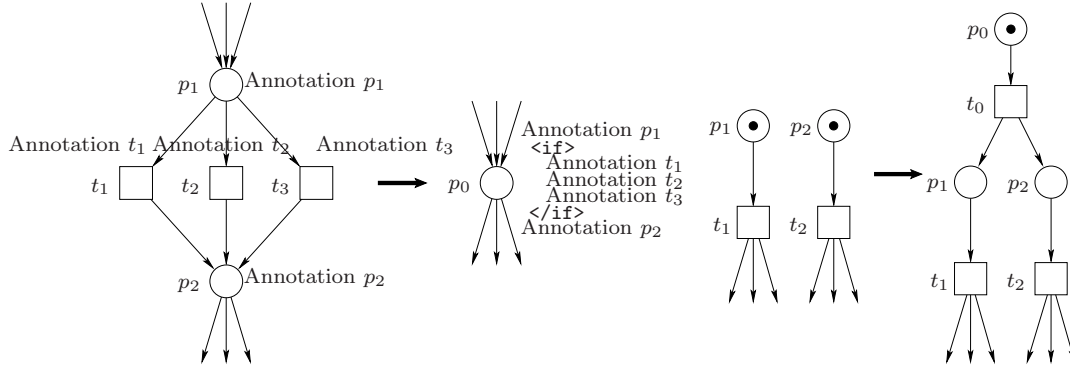 p₁ Annotation p₁
Annotation t₁ Annotation t₂ Annotation t₃
t₁ t₂ t₃
p₂ Annotation p₂
Annotation p₁
<if>
Annotation t₁
p₀ Annotation t₂
Annotation t₃
</if>
Annotation p₂
p₁ p₂
t₁ t₂
p₀
t₀
p₁ p₂
t₁ t₂